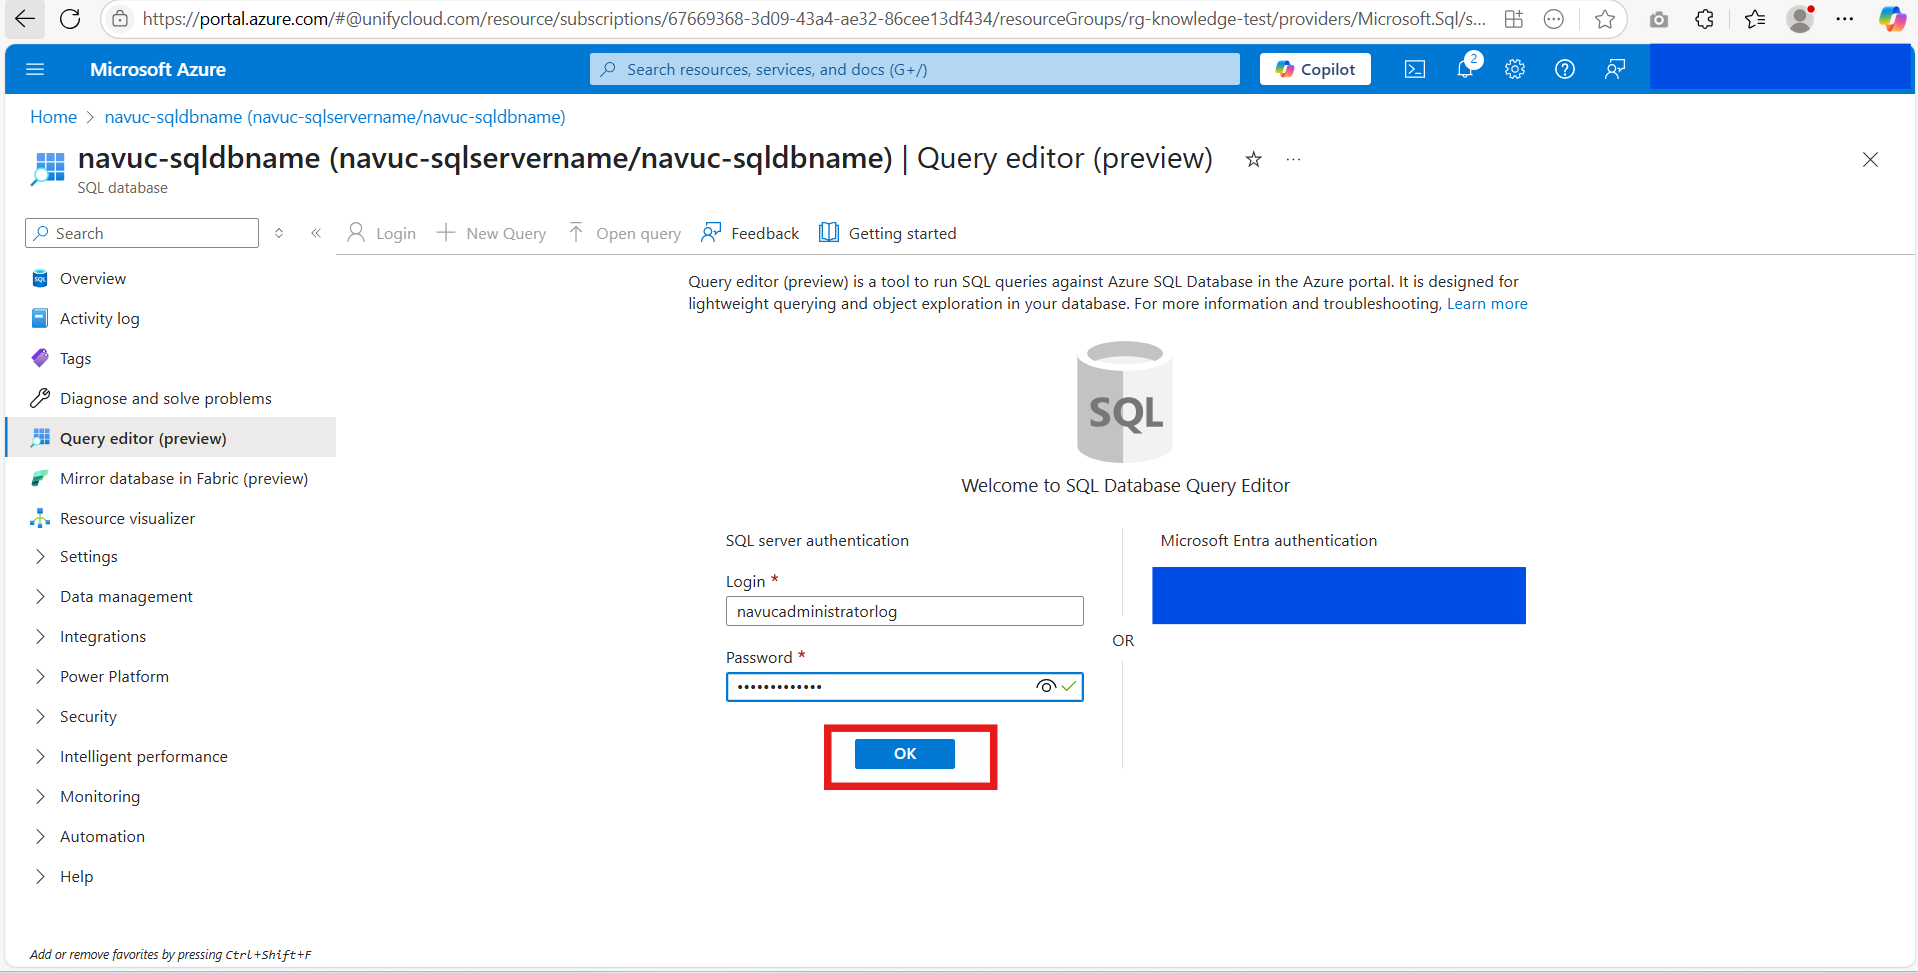 https://portal.azure.com/#@unifycloud.com/resource/subscriptions/67669368-3d09-43a4-ae32-86cee13df434/resourceGroups/rg-knowledge-test/providers/Microsoft.Sql/s...
Microsoft Azure
Search resources, services, and docs (G+/)
Copilot
2
Home > navuc-sqldbname (navuc-sqlservername/navuc-sqldbname)
navuc-sqldbname (navuc-sqlservername/navuc-sqldbname) | Query editor (preview)
SQL database
Search
Login
New Query
Open query
Feedback
Getting started
Overview
Activity log
Tags
Diagnose and solve problems
Query editor (preview)
Mirror database in Fabric (preview)
Resource visualizer
Settings
Data management
Integrations
Power Platform
Security
Intelligent performance
Monitoring
Automation
Help
Add or remove favorites by pressing Ctrl+Shift+F
Query editor (preview) is a tool to run SQL queries against Azure SQL Database in the Azure portal. It is designed for
lightweight querying and object exploration in your database. For more information and troubleshooting, Learn more
SQL
Welcome to SQL Database Query Editor
SQL server authentication
Login *
navucadministratorlog
Password *
•••••••••••••
OK
OR
Microsoft Entra authentication